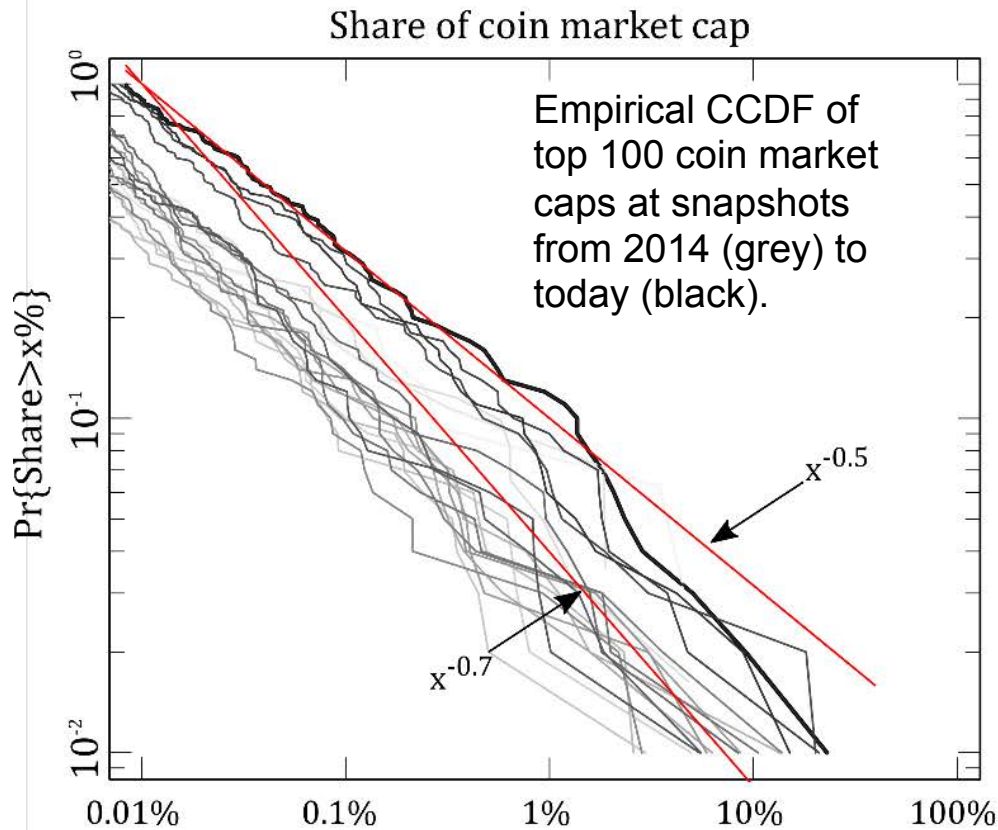 Share of coin market cap
10⁰
Empirical CCDF of
top 100 coin market
caps at snapshots
from 2014 (grey) to
today (black).
Pr{Share>x%}
10⁻¹
x⁻⁰·⁵
x⁻⁰·⁷
10⁻²
0.01% 0.1% 1% 10% 100%